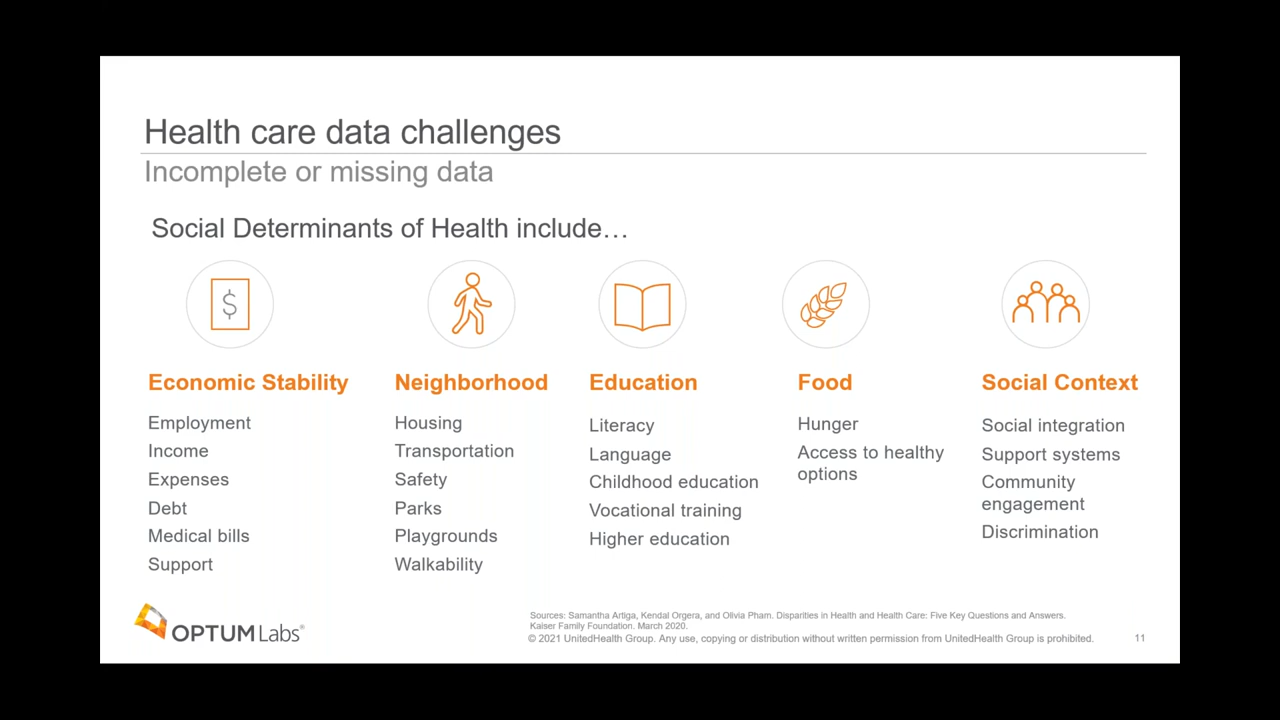 Health care data challenges
Incomplete or missing data
Social Determinants of Health include…
$
Economic Stability
Employment
Income
Expenses
Debt
Medical bills
Support
Neighborhood
Housing
Transportation
Safety
Parks
Playgrounds
Walkability
Education
Literacy
Language
Childhood education
Vocational training
Higher education
Food
Hunger
Access to healthy
options
Social Context
Social integration
Support systems
Community
engagement
Discrimination
OPTUM Labs®
Sources: Samantha Artiga, Kendal Orgera, and Olivia Pham. Disparities in Health and Health Care: Five Key Questions and Answers.
Kaiser Family Foundation. March 2020.
© 2021 UnitedHealth Group. Any use, copying or distribution without written permission from UnitedHealth Group is prohibited.
11